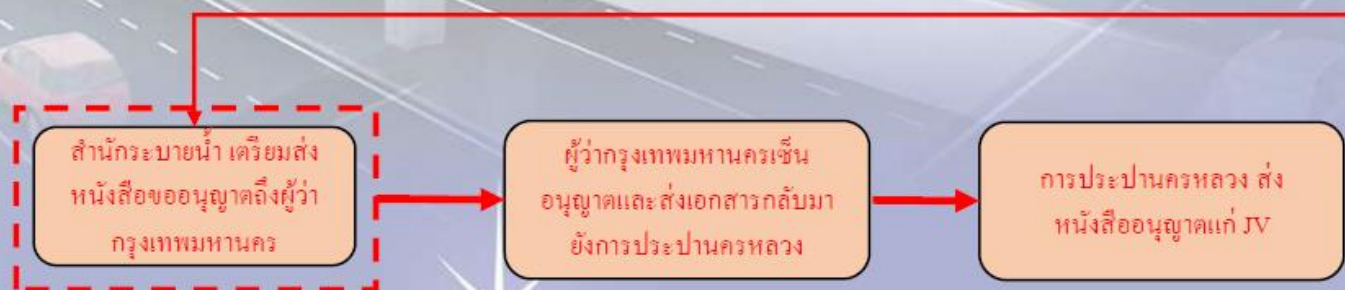 สำนักระบายน้ำ เตรียมส่ง
หนังสือขออนุญาตถึงผู้ว่า
กรุงเทพมหานคร
ผู้ว่ากรุงเทพมหานครเซ็น
อนุญาตและส่งเอกสารกลับมา
ยังการประปานครหลวง
การประปานครหลวง ส่ง
หนังสืออนุญาตแก่ JV